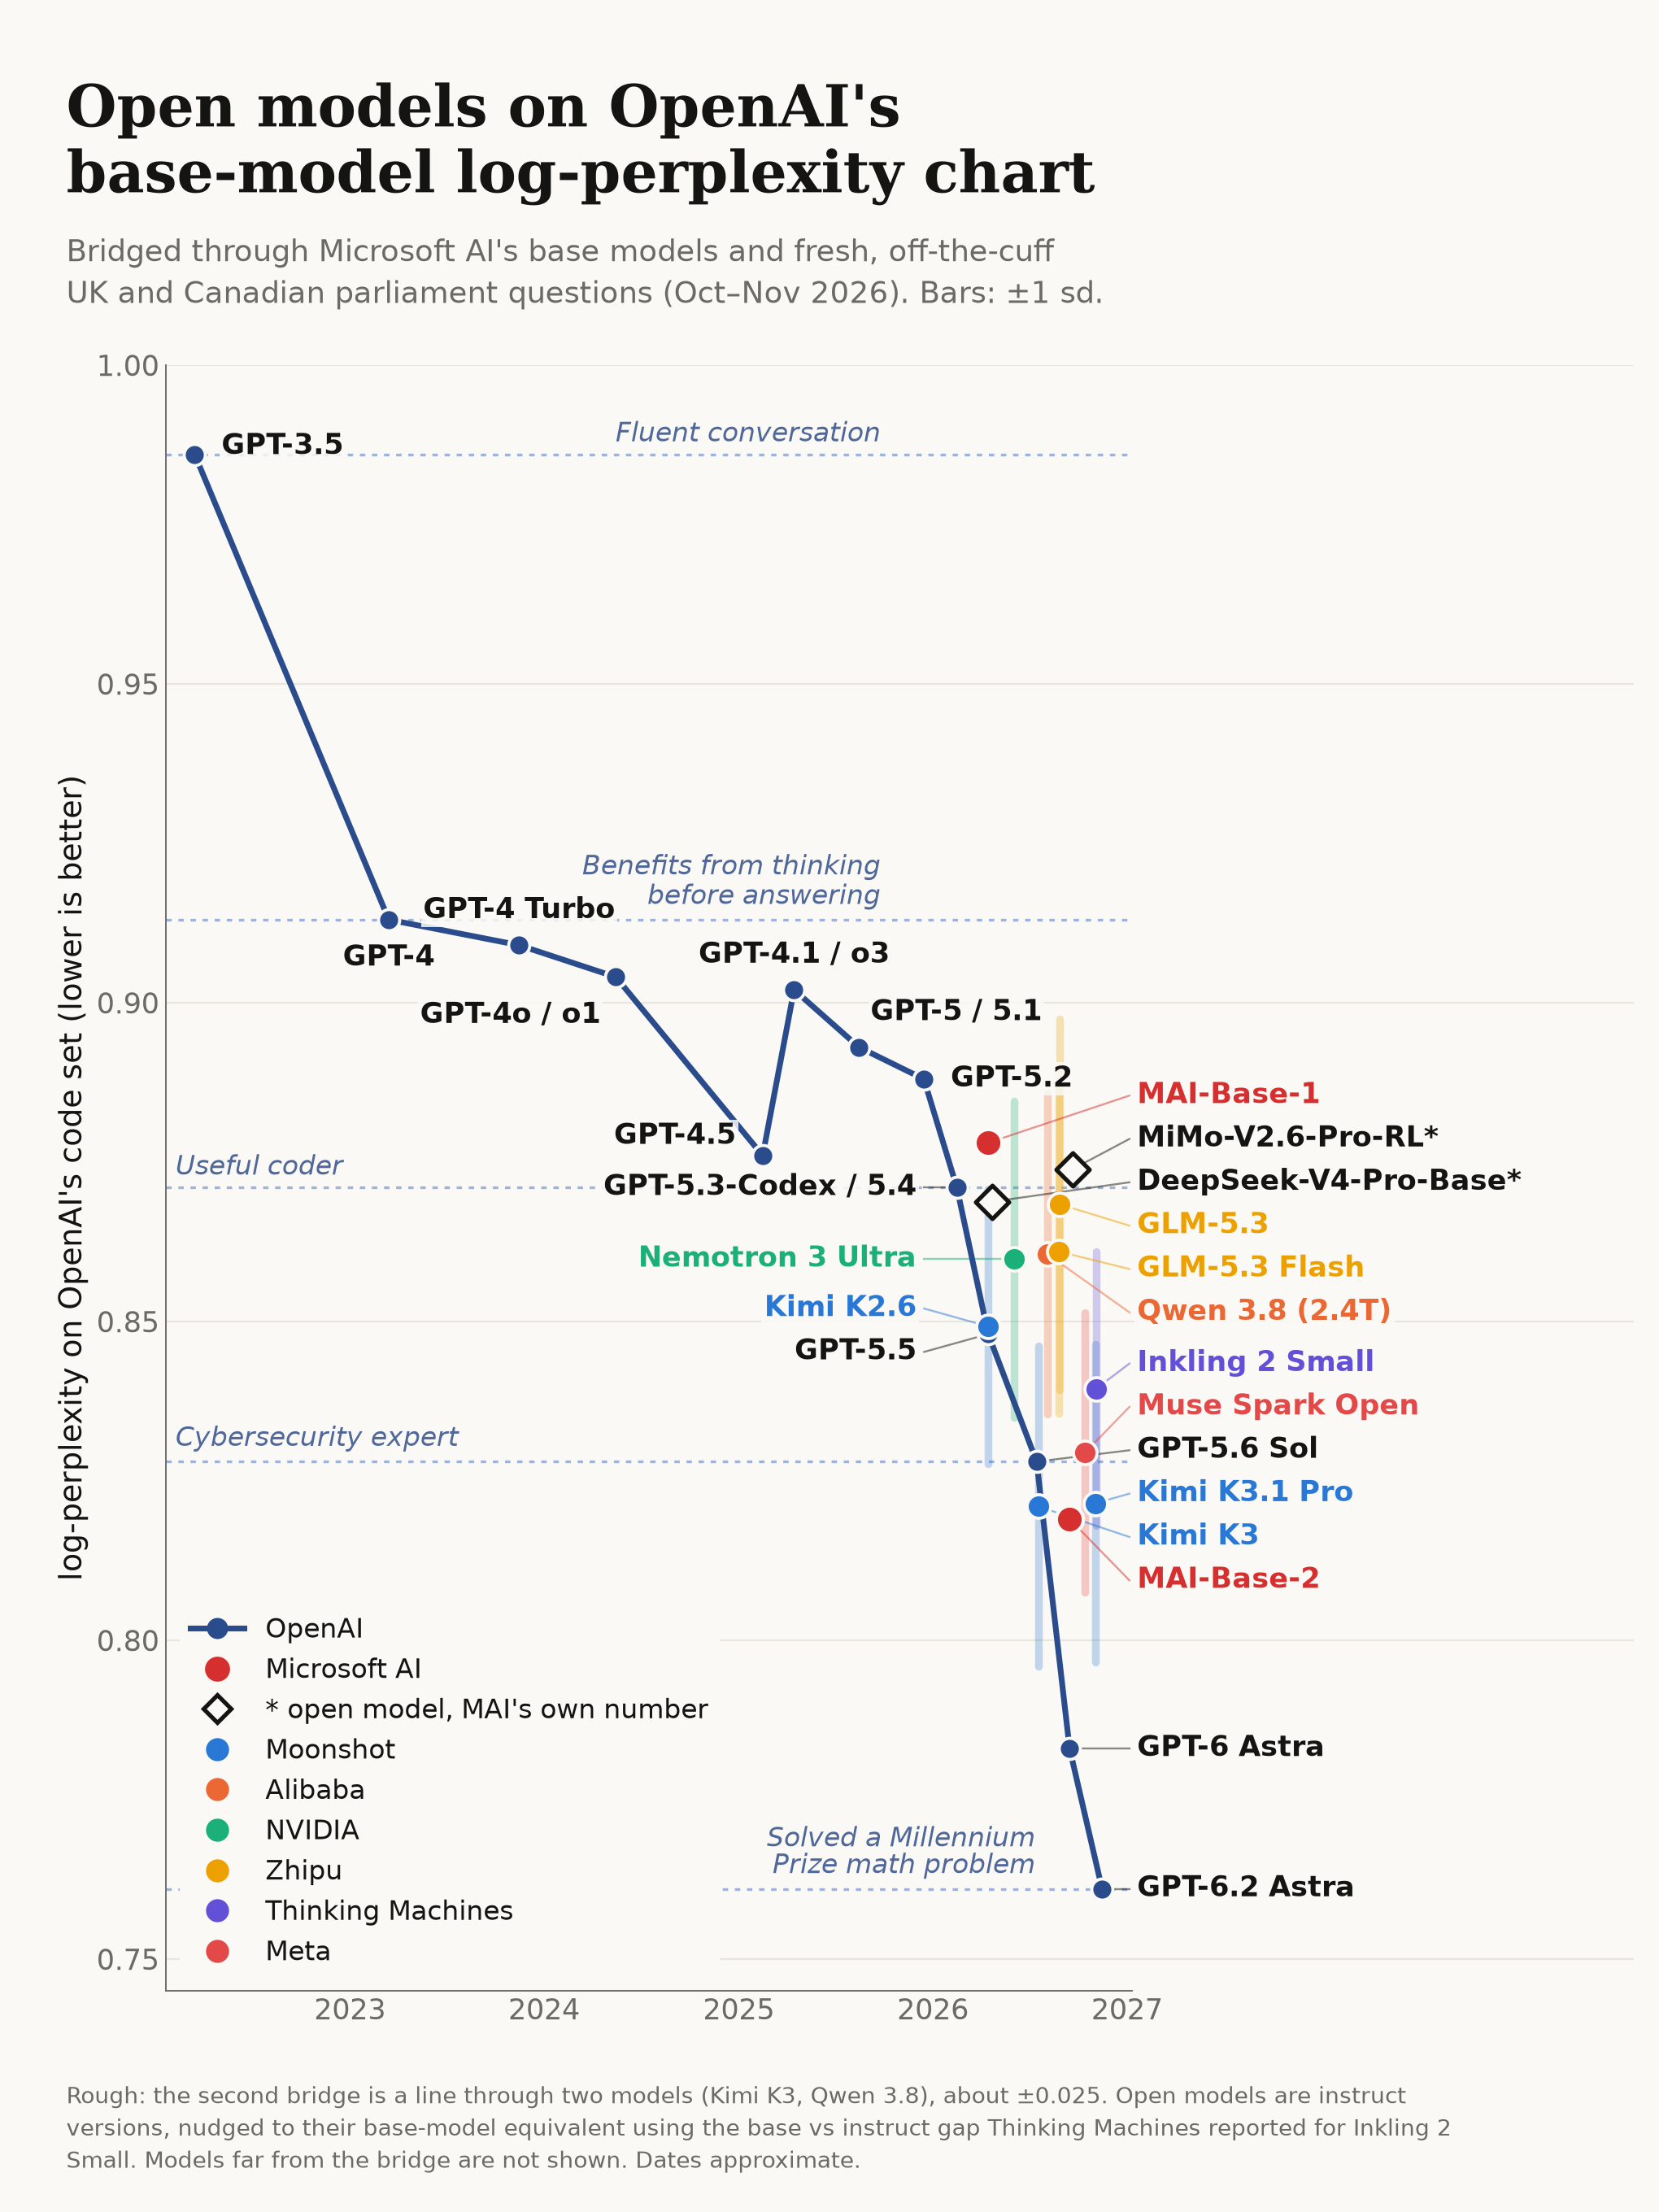 Open models on OpenAI's
base-model log-perplexity chart
Bridged through Microsoft AI's base models and fresh, off-the-cuff
UK and Canadian parliament questions (Oct–Nov 2026). Bars: ±1 sd.
log-perplexity on OpenAI's code set (lower is better)
1.00
0.95
0.90
0.85
0.80
0.75
Fluent conversation
GPT-3.5
Benefits from thinking
before answering
GPT-4 Turbo
GPT-4
GPT-4.1 / o3
GPT-4o / o1
GPT-5 / 5.1
GPT-5.2
GPT-4.5
Useful coder
GPT-5.3-Codex / 5.4
Nemotron 3 Ultra
Kimi K2.6
GPT-5.5
Cybersecurity expert
MAI-Base-1
MiMo-V2.6-Pro-RL*
DeepSeek-V4-Pro-Base*
GLM-5.3
GLM-5.3 Flash
Qwen 3.8 (2.4T)
Inkling 2 Small
Muse Spark Open
GPT-5.6 Sol
Kimi K3.1 Pro
Kimi K3
MAI-Base-2
GPT-6 Astra
Solved a Millennium
Prize math problem
GPT-6.2 Astra
OpenAI
Microsoft AI
* open model, MAI's own number
Moonshot
Alibaba
NVIDIA
Zhipu
Thinking Machines
Meta
2023
2024
2025
2026
2027
Rough: the second bridge is a line through two models (Kimi K3, Qwen 3.8), about ±0.025. Open models are instruct
versions, nudged to their base-model equivalent using the base vs instruct gap Thinking Machines reported for Inkling 2
Small. Models far from the bridge are not shown. Dates approximate.